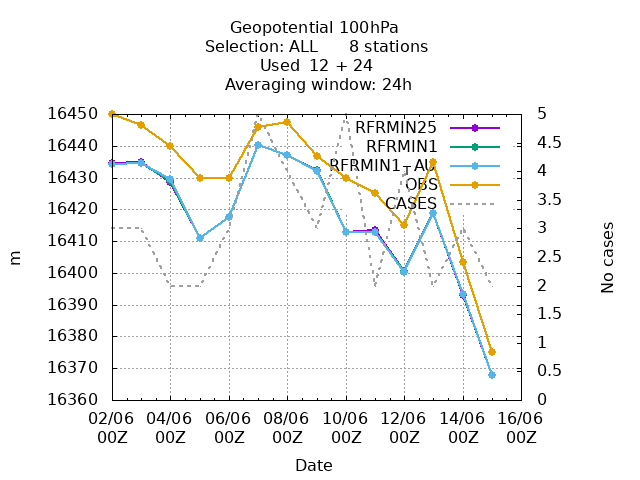 Geopotential 100hPa
Selection: ALL 8 stations
Used 12 + 24
Averaging window: 24h
16450
16440
16430
16420
16410
16400
16390
16380
16370
16360
m
5
4.5
4
3.5
3
2.5
2
1.5
1
0.5
0
No cases
RFRMIN25
RFRMIN1
OBS
CASES
02/06 04/06 06/06 08/06 10/06 12/06 14/06 16/06
00Z 00Z 00Z 00Z 00Z 00Z 00Z 00Z
Date